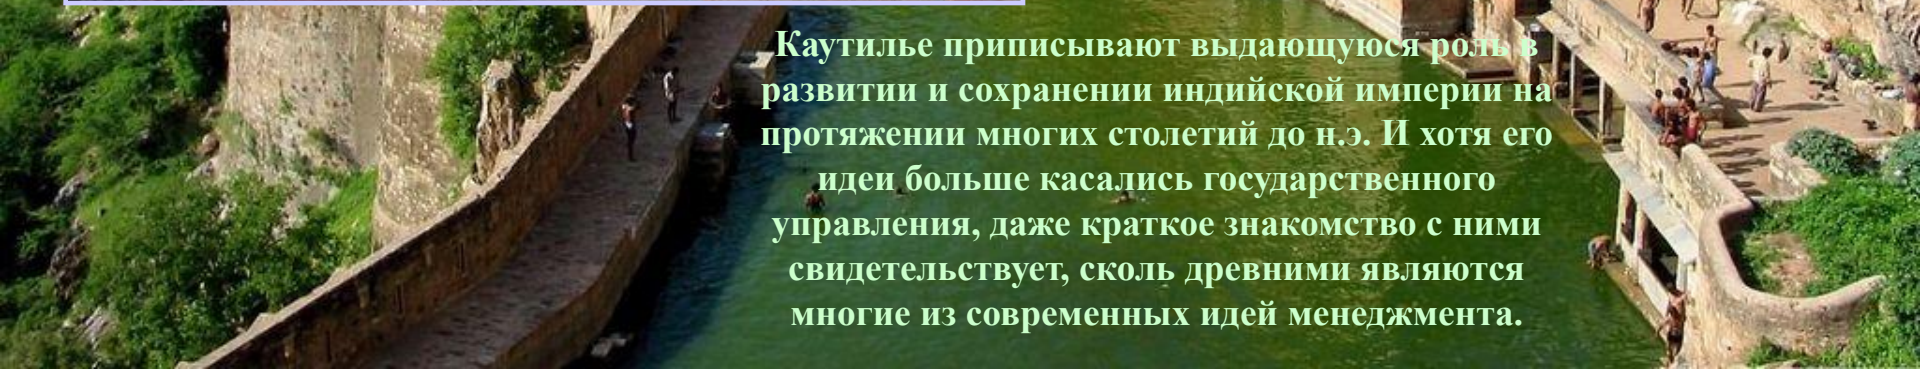 Каутилье приписывают выдающуюся роль в
развитии и сохранении индийской империи на
протяжении многих столетий до н.э. И хотя его
идеи больше касались государственного
управления, даже краткое знакомство с ними
свидетельствует, сколь древними являются
многие из современных идей менеджмента.